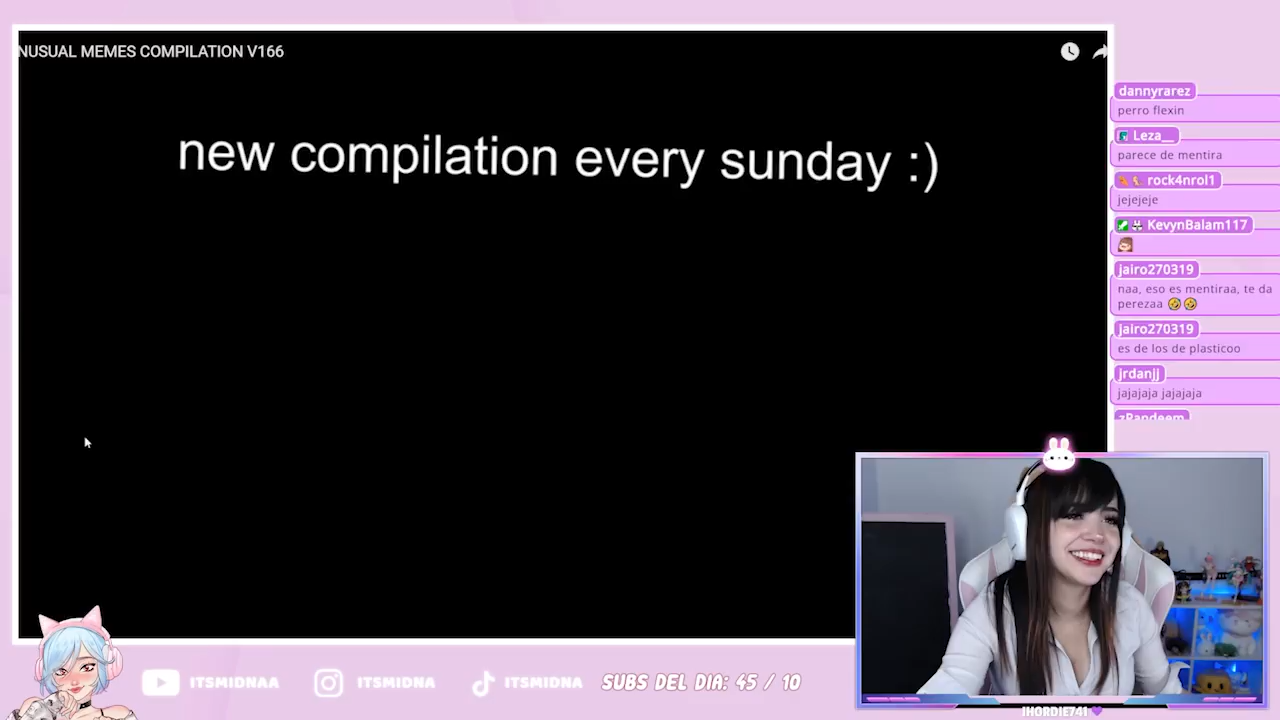 NUSUAL MEMES COMPILATION V166
new compilation every sunday :)
dannyrarez
perro flexin
Leza__
parece de mentira
rock4nrol1
jejejeje
KevynBalam117
jairo270319
naa, eso es mentiraa, te da
perezaa 🤣🤣
jairo270319
es de los de plasticoo
jrdanjj
jajajaja jajajaja
zRandeem
ITSMIDNAA
ITSMIDNA
ITSMIDNA
SUBS DEL DIA: 45 / 10
1HORDIE741 💜